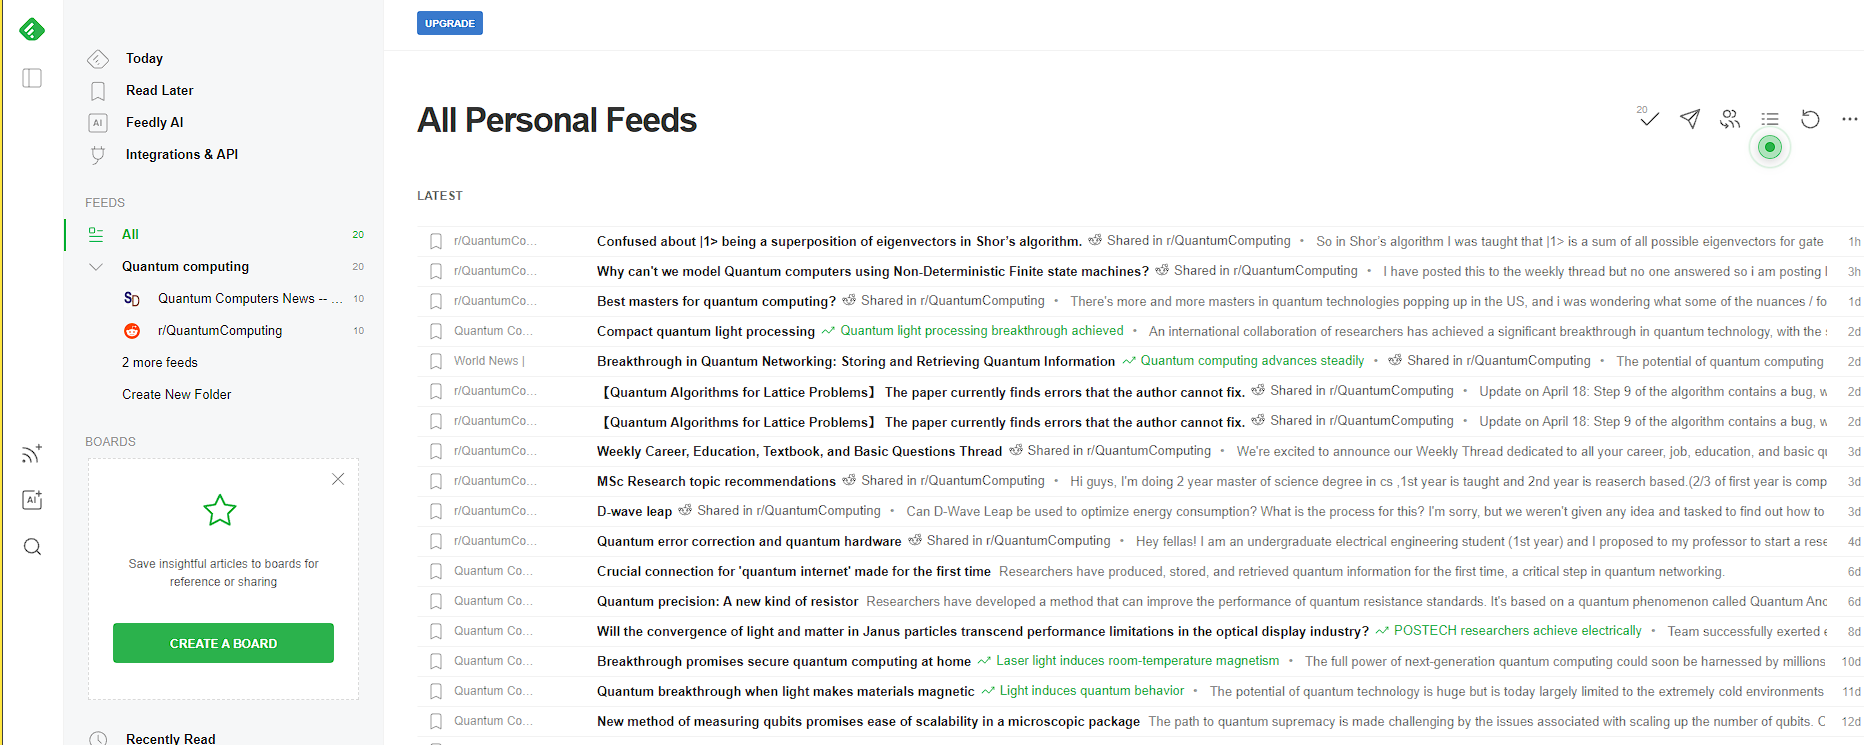 UPGRADE
Today
Read Later
AI Feedly AI
Integrations & API
FEEDS
All 20
Quantum computing 20
SD Quantum Computers News -- ... 10
r/QuantumComputing 10
2 more feeds
Create New Folder
BOARDS
Save insightful articles to boards for
reference or sharing
CREATE A BOARD
Recently Read
AI
All Personal Feeds
20
LATEST
r/QuantumCo... Confused about |1> being a superposition of eigenvectors in Shor's algorithm. Shared in r/QuantumComputing • So in Shor's algorithm I was taught that |1> is a sum of all possible eigenvectors for gate 1h
r/QuantumCo... Why can't we model Quantum computers using Non-Deterministic Finite state machines? Shared in r/QuantumComputing • I have posted this to the weekly thread but no one answered so i am posting 3h
r/QuantumCo... Best masters for quantum computing? Shared in r/QuantumComputing • There's more and more masters in quantum technologies popping up in the US, and i was wondering what some of the nuances / fo 1d
Quantum Co... Compact quantum light processing Quantum light processing breakthrough achieved • An international collaboration of researchers has achieved a significant breakthrough in quantum technology, with the 2d
World News | Breakthrough in Quantum Networking: Storing and Retrieving Quantum Information Quantum computing advances steadily • Shared in r/QuantumComputing • The potential of quantum computing 2d
r/QuantumCo... 【Quantum Algorithms for Lattice Problems】 The paper currently finds errors that the author cannot fix. Shared in r/QuantumComputing • Update on April 18: Step 9 of the algorithm contains a bug, w 2d
r/QuantumCo... 【Quantum Algorithms for Lattice Problems】 The paper currently finds errors that the author cannot fix. Shared in r/QuantumComputing • Update on April 18: Step 9 of the algorithm contains a bug, w 2d
r/QuantumCo... Weekly Career, Education, Textbook, and Basic Questions Thread Shared in r/QuantumComputing • We're excited to announce our Weekly Thread dedicated to all your career, job, education, and basic qu 3d
r/QuantumCo... MSc Research topic recommendations Shared in r/QuantumComputing • Hi guys, I'm doing 2 year master of science degree in cs ,1st year is taught and 2nd year is reaserch based.(2/3 of first year is comp 3d
r/QuantumCo... D-wave leap Shared in r/QuantumComputing • Can D-Wave Leap be used to optimize energy consumption? What is the process for this? I'm sorry, but we weren't given any idea and tasked to find out how to 3d
r/QuantumCo... Quantum error correction and quantum hardware Shared in r/QuantumComputing • Hey fellas! I am an undergraduate electrical engineering student (1st year) and I proposed to my professor to start a rese 4d
Quantum Co... Crucial connection for 'quantum internet' made for the first time Researchers have produced, stored, and retrieved quantum information for the first time, a critical step in quantum networking. 6d
Quantum Co... Quantum precision: A new kind of resistor Researchers have developed a method that can improve the performance of quantum resistance standards. It's based on a quantum phenomenon called Quantum Ano 6d
Quantum Co... Will the convergence of light and matter in Janus particles transcend performance limitations in the optical display industry? POSTECH researchers achieve electrically • Team successfully exerted e 8d
Quantum Co... Breakthrough promises secure quantum computing at home Laser light induces room-temperature magnetism • The full power of next-generation quantum computing could soon be harnessed by millions 10d
Quantum Co... Quantum breakthrough when light makes materials magnetic Light induces quantum behavior • The potential of quantum technology is huge but is today largely limited to the extremely cold environments 11d
Quantum Co... New method of measuring qubits promises ease of scalability in a microscopic package The path to quantum supremacy is made challenging by the issues associated with scaling up the number of qubits. C 12d